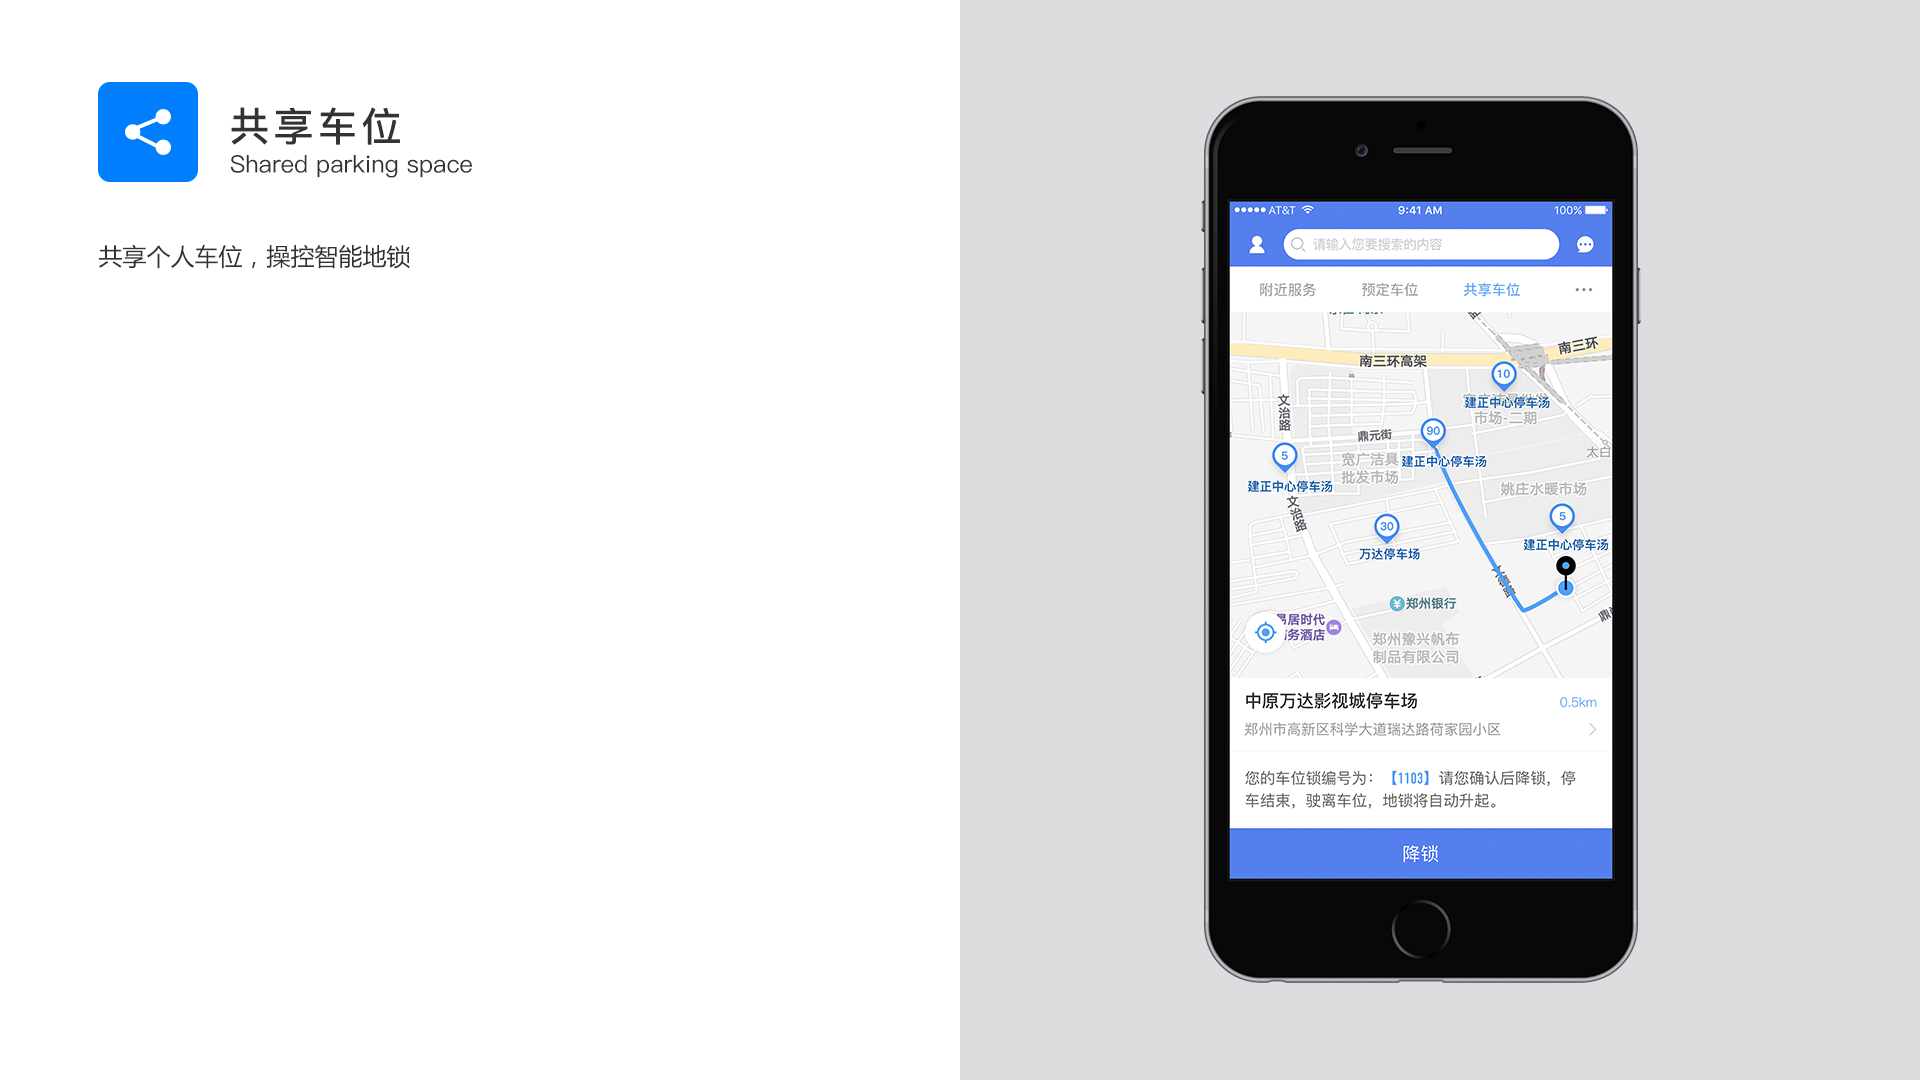 共享车位
Shared parking space
共享个人车位，操控智能地锁
AT&T
9:41 AM
100%
请输入您要搜索的内容
附近服务
预定车位
共享车位
南三环
南三环高架
10
建正中心停车汤
市场-二期
文治路
鼎元街
90
建正中心停车汤
太白
5
建正中心停车汤
宽广洁具
批发市场
姚庄水暖市场
文治路
5
建正中心停车汤
30
万达停车场
郑州银行
鼎
居时代
务酒店
郑州豫兴帆布
制品有限公司
中原万达影视城停车场
0.5km
郑州市高新区科学大道瑞达路荷家园小区
您的车位锁编号为：【1103】请您确认后降锁，停
车结束，驶离车位，地锁将自动升起。
降锁